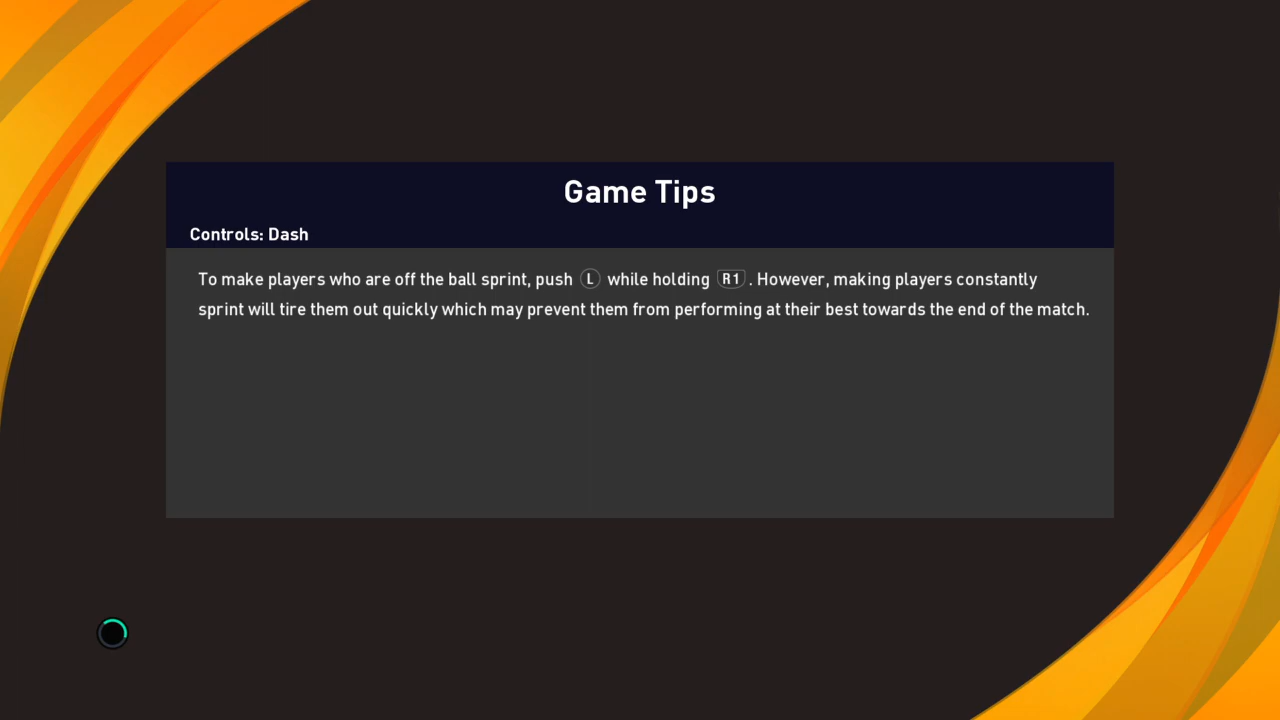 Game Tips
Controls: Dash
To make players who are off the ball sprint, push L while holding R1. However, making players constantly
sprint will tire them out quickly which may prevent them from performing at their best towards the end of the match.